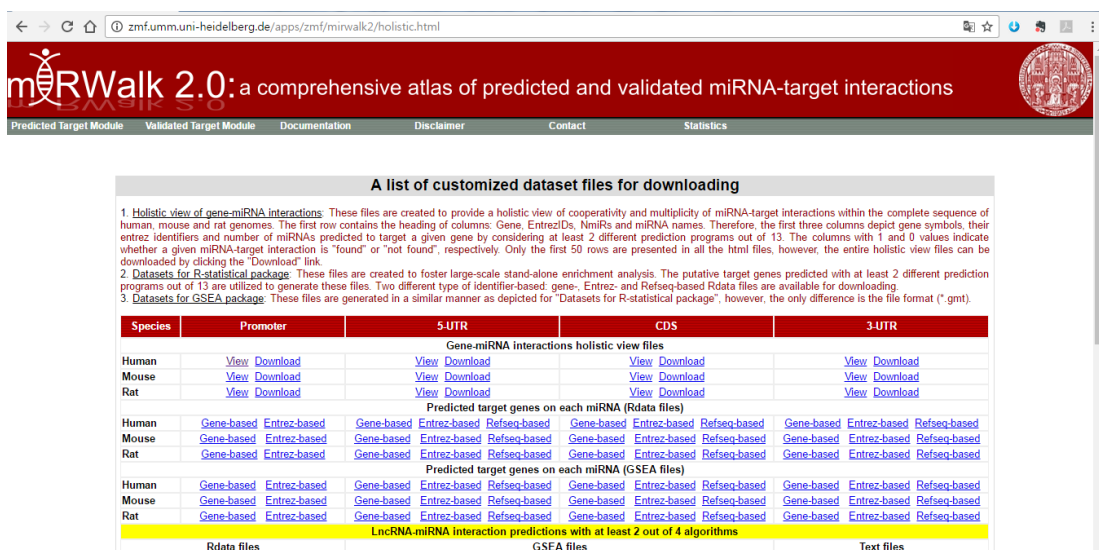 zmf.umm.uni-heidelberg.de/apps/zmf/mirwalk2/holistic.html
miRWalk 2.0: a comprehensive atlas of predicted and validated miRNA-target interactions
Predicted Target Module Validated Target Module Documentation Disclaimer Contact Statistics
A list of customized dataset files for downloading
1. Holistic view of gene-miRNA interactions: These files are created to provide a holistic view of cooperativity and multiplicity of miRNA-target interactions within the complete sequence of
human, mouse and rat genomes. The first row contains the heading of columns: Gene, EntrezIDs, NmiRs and miRNA names. Therefore, the first three columns depict gene symbols, their
entrez identifiers and number of miRNAs predicted to target a given gene by considering at least 2 different prediction programs out of 13. The columns with 1 and 0 values indicate
whether a given miRNA-target interaction is "found" or "not found", respectively. Only the first 50 rows are presented in all the html files, however, the entire holistic view files can be
downloaded by clicking the "Download" link.
2. Datasets for R-statistical package: These files are created to foster large-scale stand-alone enrichment analysis. The putative target genes predicted with at least 2 different prediction
programs out of 13 are utilized to generate these files. Two different type of identifier-based: gene-, Entrez- and Refseq-based Rdata files are available for downloading.
3. Datasets for GSEA package: These files are generated in a similar manner as depicted for "Datasets for R-statistical package", however, the only difference is the file format (*.gmt).
Species Promoter 5-UTR CDS 3-UTR
Gene-miRNA interactions holistic view files
Human View Download View Download View Download View Download
Mouse View Download View Download View Download View Download
Rat View Download View Download View Download View Download
Predicted target genes on each miRNA (Rdata files)
Human Gene-based Entrez-based Gene-based Entrez-based Refseq-based Gene-based Entrez-based Refseq-based Gene-based Entrez-based Refseq-based
Mouse Gene-based Entrez-based Gene-based Entrez-based Refseq-based Gene-based Entrez-based Refseq-based Gene-based Entrez-based Refseq-based
Rat Gene-based Entrez-based Gene-based Entrez-based Refseq-based Gene-based Entrez-based Refseq-based Gene-based Entrez-based Refseq-based
Predicted target genes on each miRNA (GSEA files)
Human Gene-based Entrez-based Gene-based Entrez-based Refseq-based Gene-based Entrez-based Refseq-based Gene-based Entrez-based Refseq-based
Mouse Gene-based Entrez-based Gene-based Entrez-based Refseq-based Gene-based Entrez-based Refseq-based Gene-based Entrez-based Refseq-based
Rat Gene-based Entrez-based Gene-based Entrez-based Refseq-based Gene-based Entrez-based Refseq-based Gene-based Entrez-based Refseq-based
LncRNA-miRNA interaction predictions with at least 2 out of 4 algorithms
Rdata files GSEA files Text files